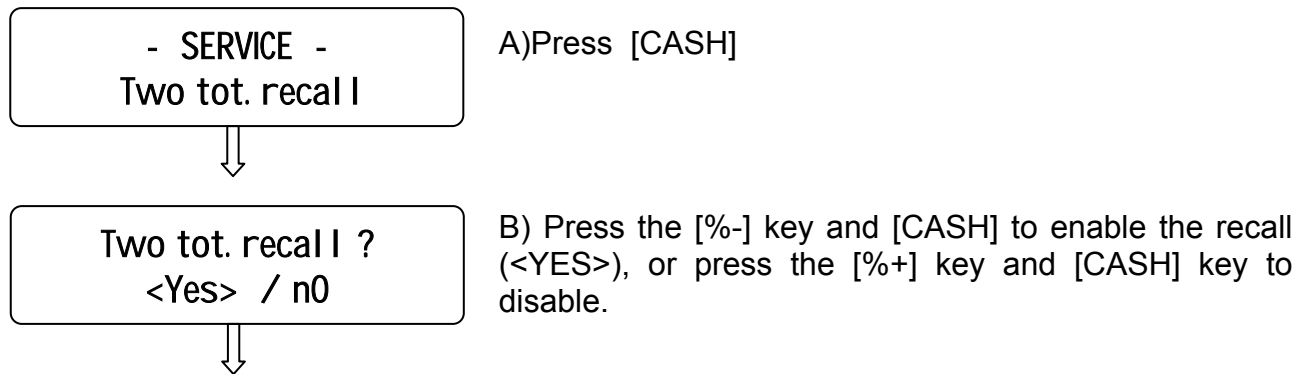 - SERVICE -
Two tot. recall
A)Press [CASH]
Two tot. recall ?
<Yes> / n0
B) Press the [%-] key and [CASH] to enable the recall
(<YES>), or press the [%+] key and [CASH] key to
disable.